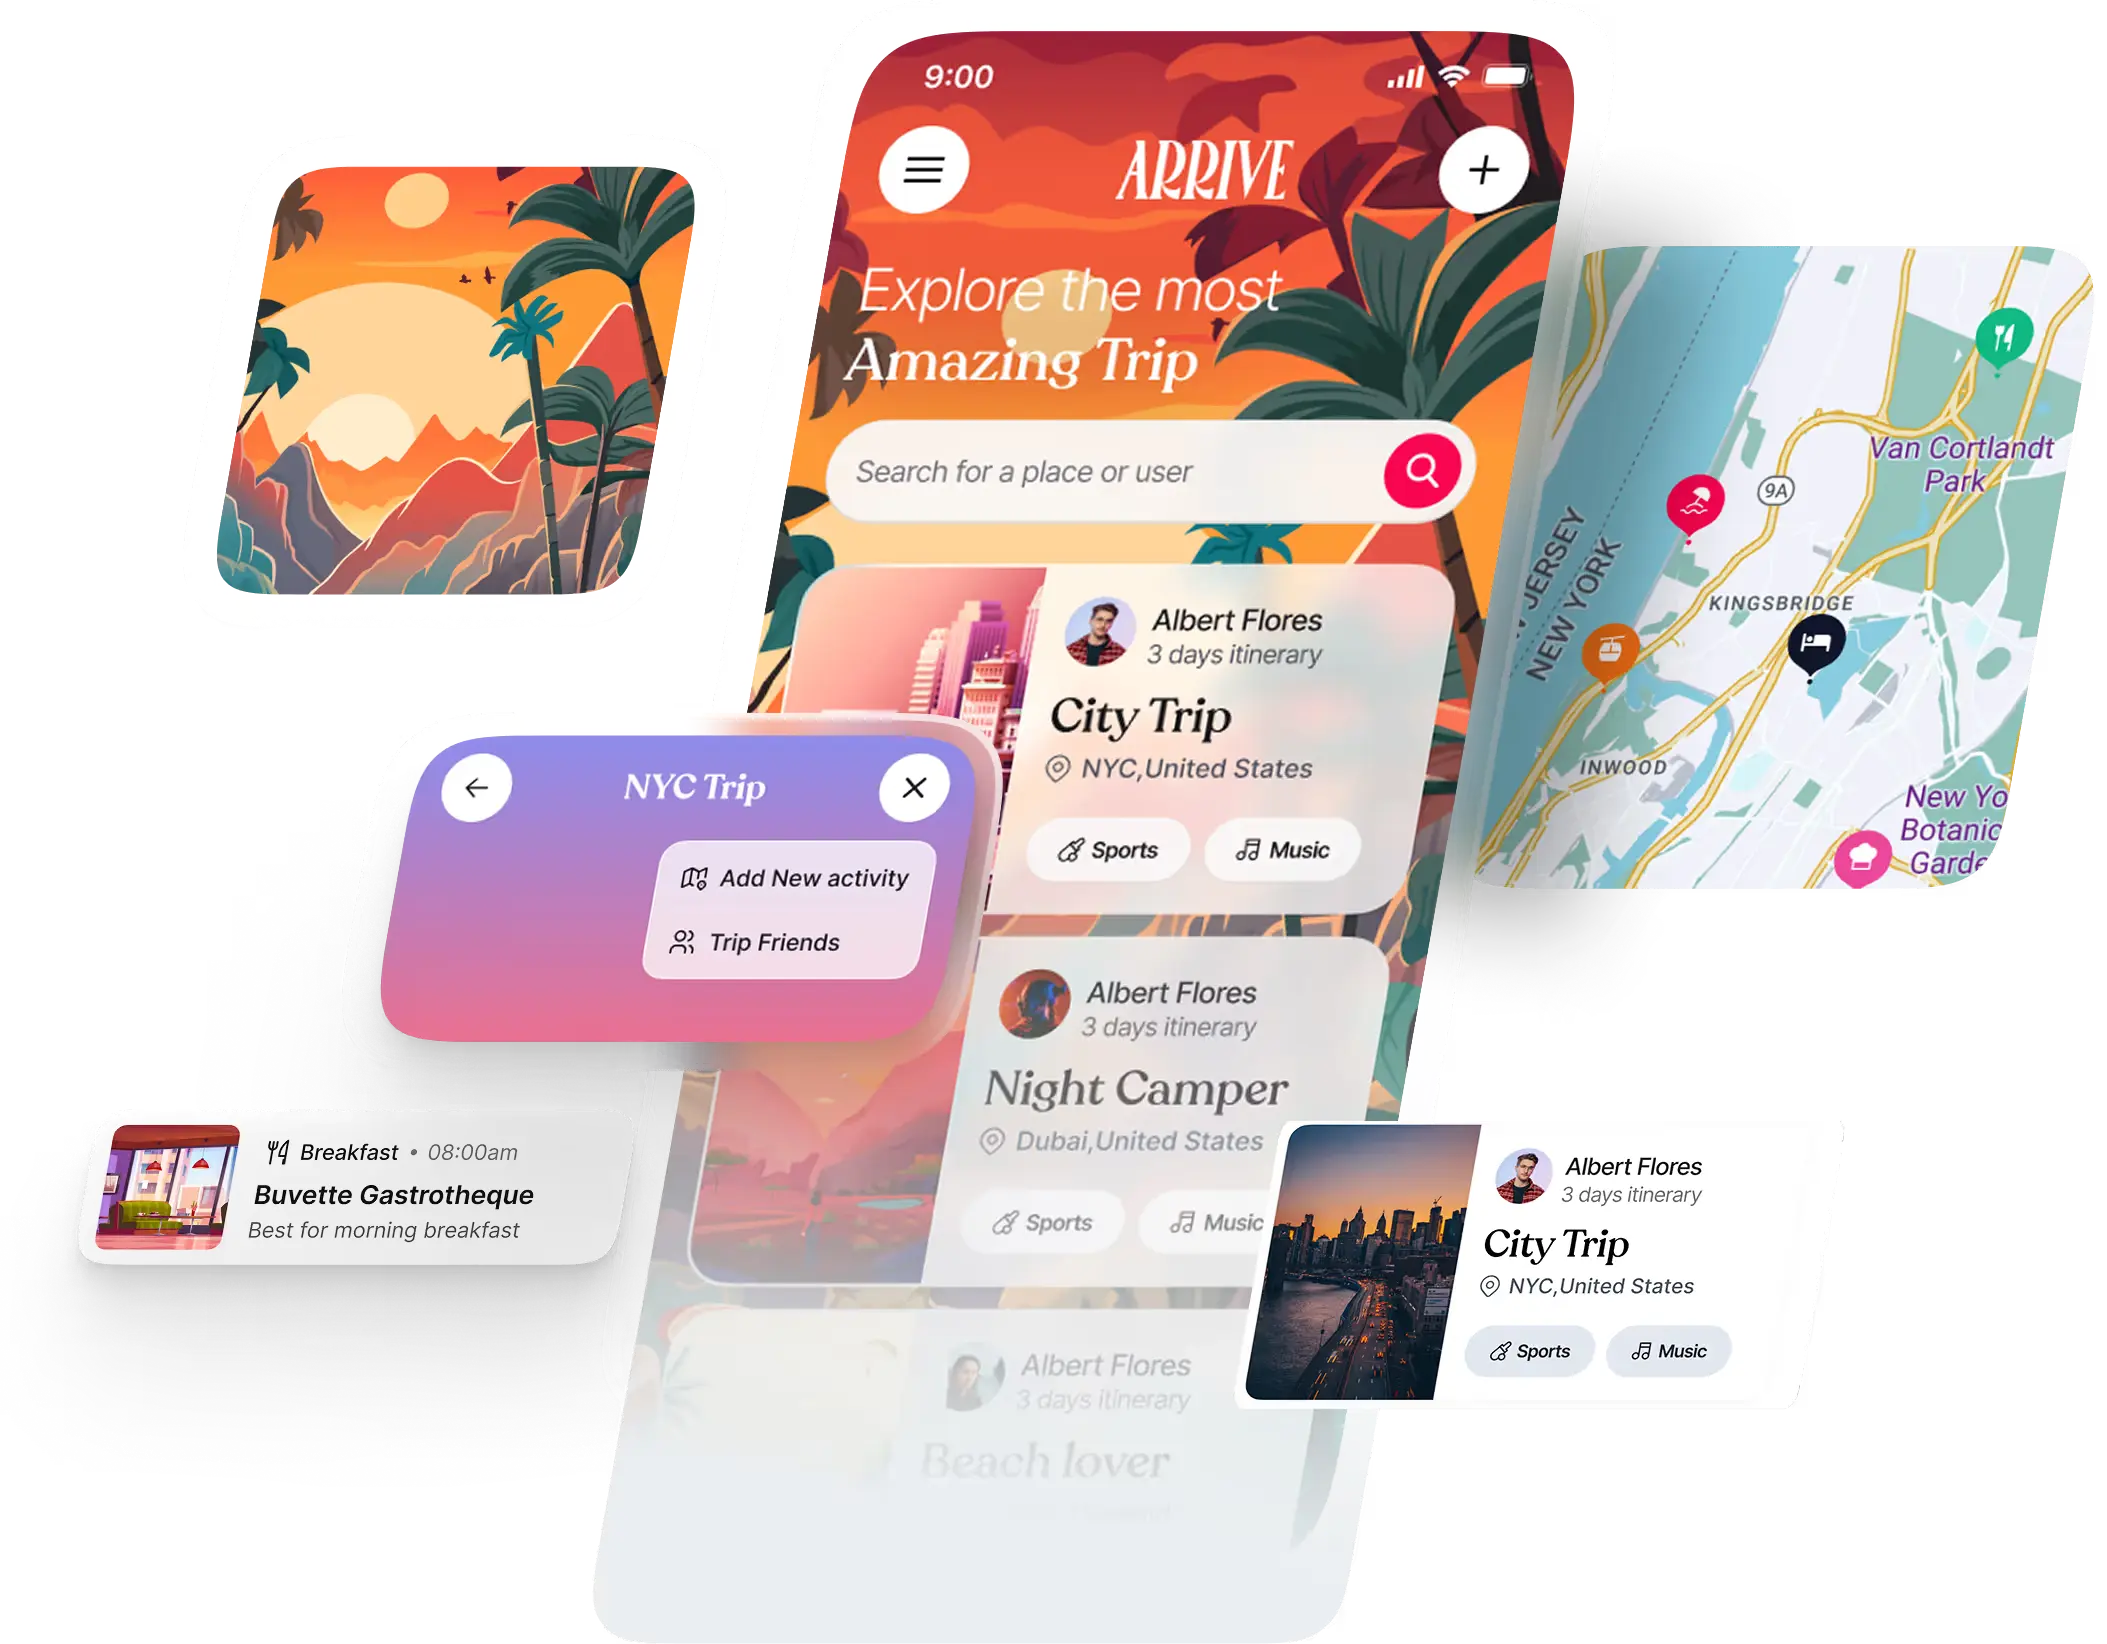 9:00
ARRIVE
Explore the most
Amazing Trip
Search for a place or user
Albert Flores
3 days itinerary
City Trip
NYC,United States
Sports
Music
NYC Trip
Add New activity
Trip Friends
Albert Flores
3 days itinerary
Night Camper
Dubai,United States
Sports
Music
Albert Flores
3 days itinerary
Beach lover
Breakfast • 08:00am
Buvette Gastrotheque
Best for morning breakfast
Albert Flores
3 days itinerary
City Trip
NYC,United States
Sports
Music
Van Cortlandt
Park
9A
JERSEY
NEW YORK
KINGSBRIDGE
INWOOD
New Yo
Botanic
Garde